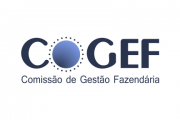 COGEF
Comissão de Gestão Fazendária